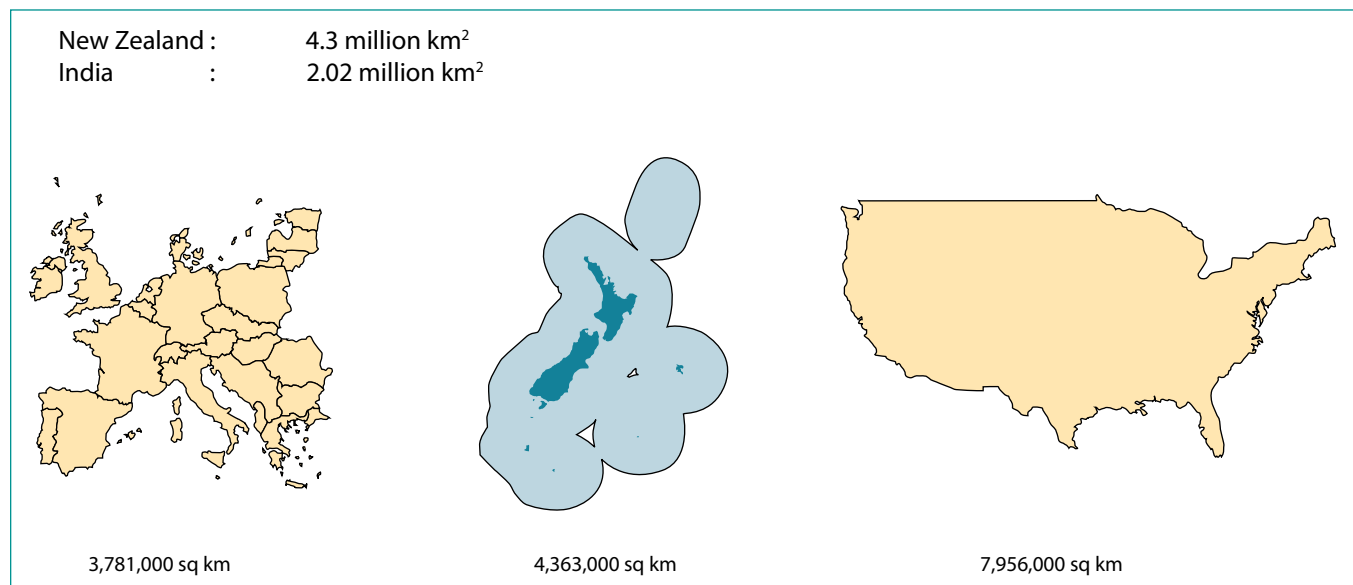 New Zealand : 4.3 million km²
India : 2.02 million km²
3,781,000 sq km
4,363,000 sq km
7,956,000 sq km